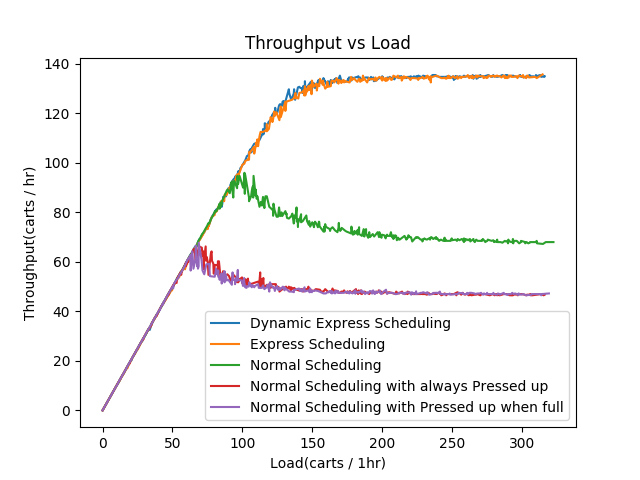 Throughput vs Load
Throughput(carts / hr)
140
120
100
80
60
40
20
0
0 50 100 150 200 250 300
Load(carts / 1hr)
Dynamic Express Scheduling
Express Scheduling
Normal Scheduling
Normal Scheduling with always Pressed up
Normal Scheduling with Pressed up when full